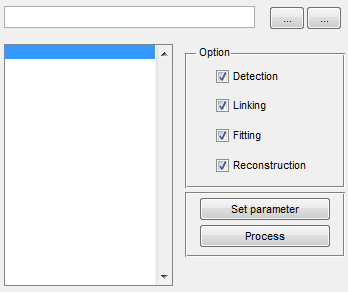 ... ...
Option
Detection
Linking
Fitting
Reconstruction
Set parameter
Process